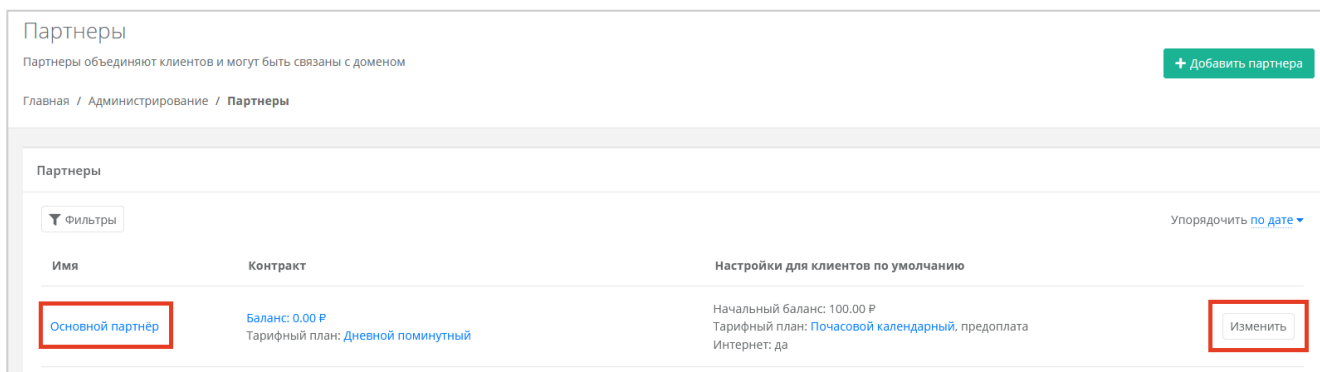 Партнеры
Партнеры объединяют клиентов и могут быть связаны с доменом
+ Добавить партнера
Главная / Администрирование / Партнеры
Партнеры
Фильтры
Упорядочить по дате
Имя Контракт Настройки для клиентов по умолчанию
Основной партнёр
Баланс: 0.00 ₽
Тарифный план: Дневной поминутный
Начальный баланс: 100.00 ₽
Тарифный план: Почасовой календарный, предоплата
Интернет: да
Изменить